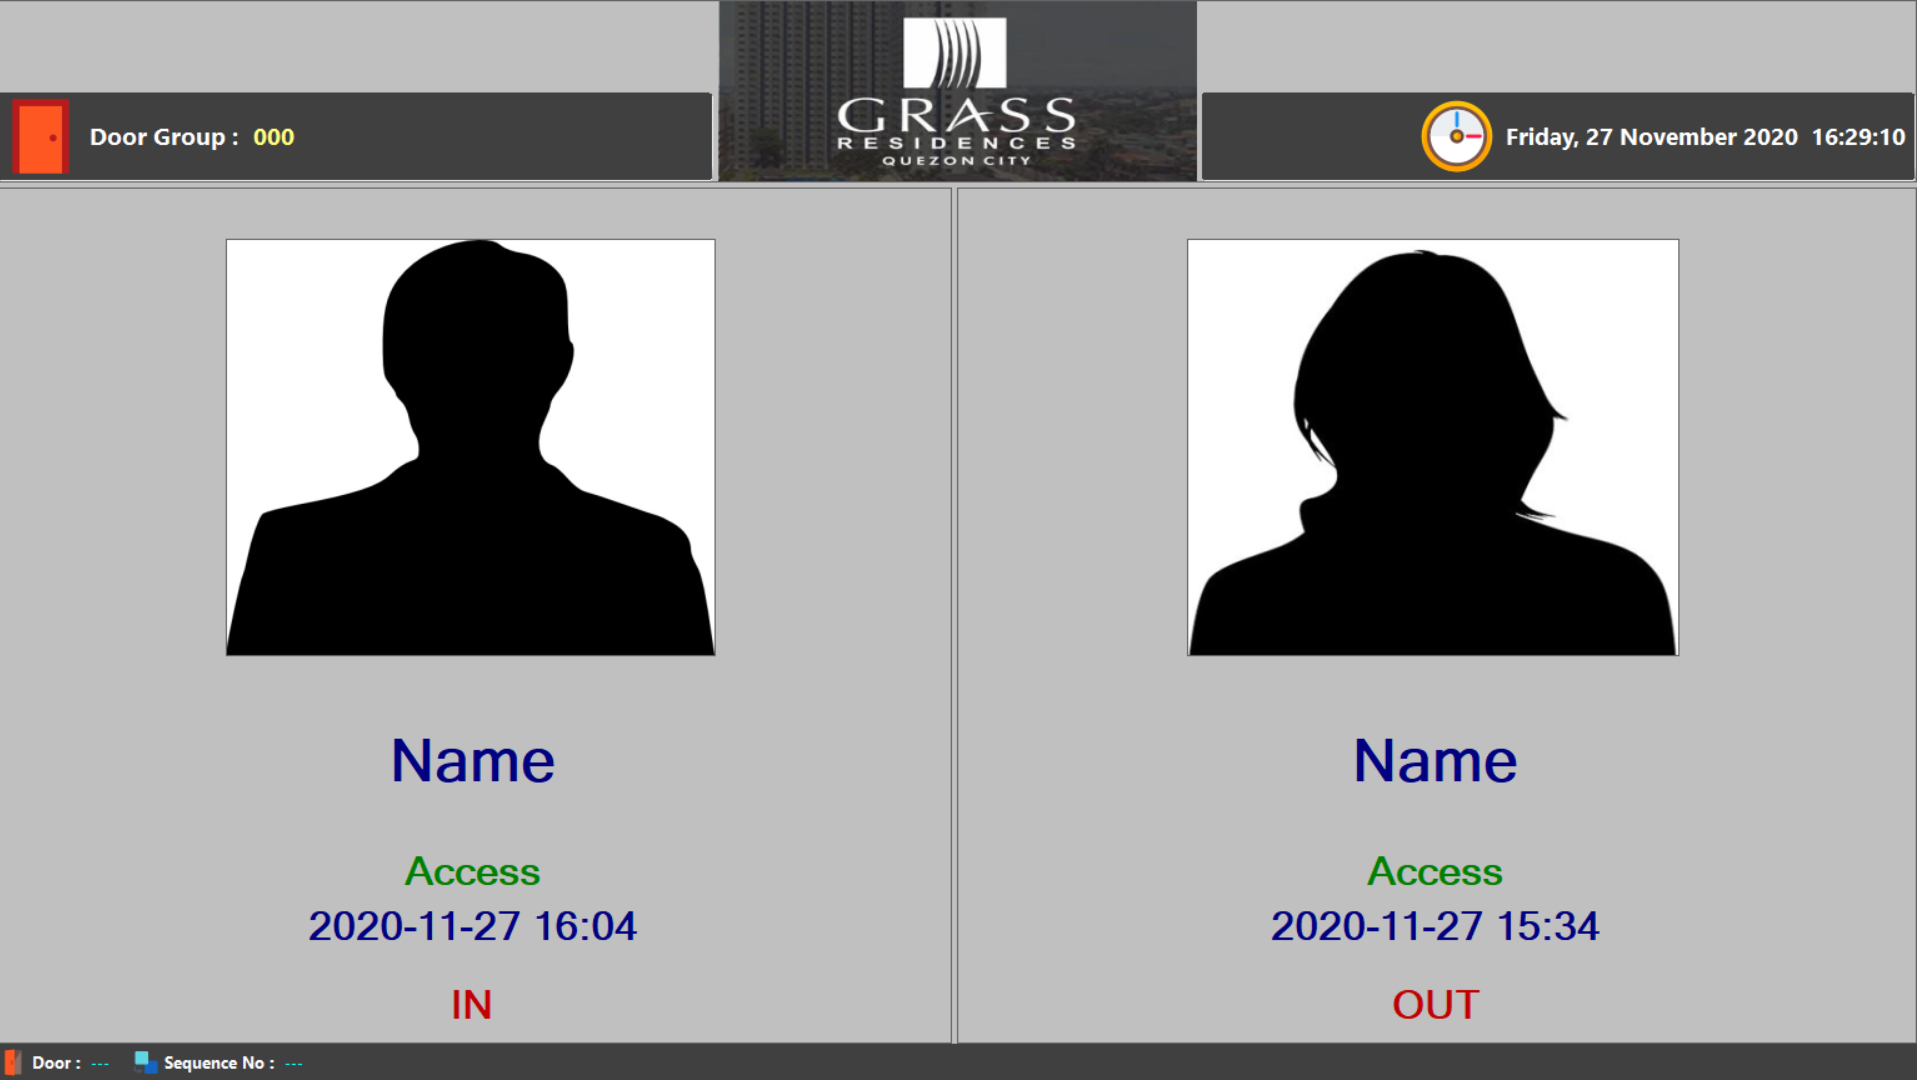 GRASS
RESIDENCES
QUEZON CITY
Door Group : 000
Friday, 27 November 2020 16:29:10
Name
Access
2020-11-27 16:04
IN
Name
Access
2020-11-27 15:34
OUT
Door : --- Sequence No : ---